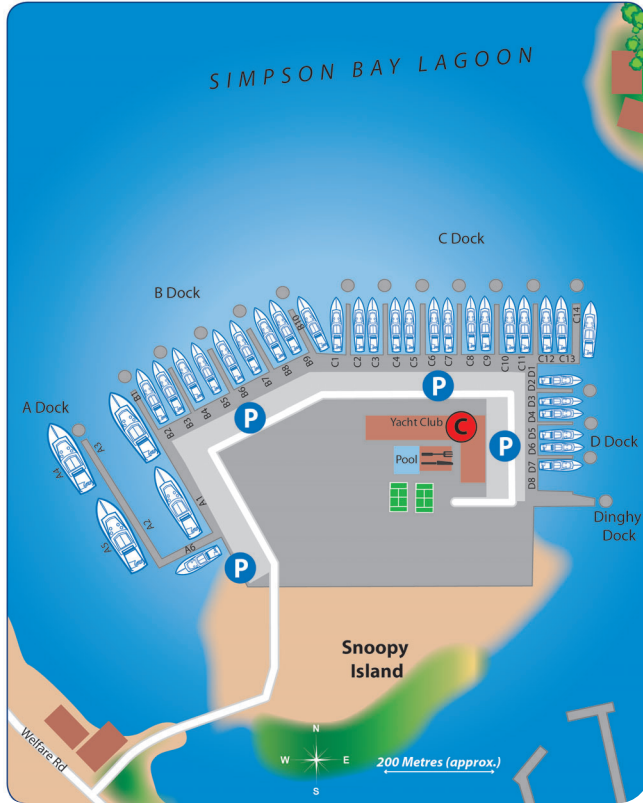 SIMPSON BAY LAGOON
C Dock
B Dock
A Dock
D Dock
Dinghy
Dock
C1
C2
C3
C4
C5
C6
C7
C8
C9
C10
C11
C12
C13
C14
B1
B2
B3
B4
B5
B6
B7
B8
B9
B10
D1
D2
D3
D4
D5
D6
D7
D8
A1
A2
A3
A4
A5
A6
P
P
P
P
Yacht Club
C
Pool
Snoopy
Island
Welfare Rd
N
W E
S
200 Metres (approx.)